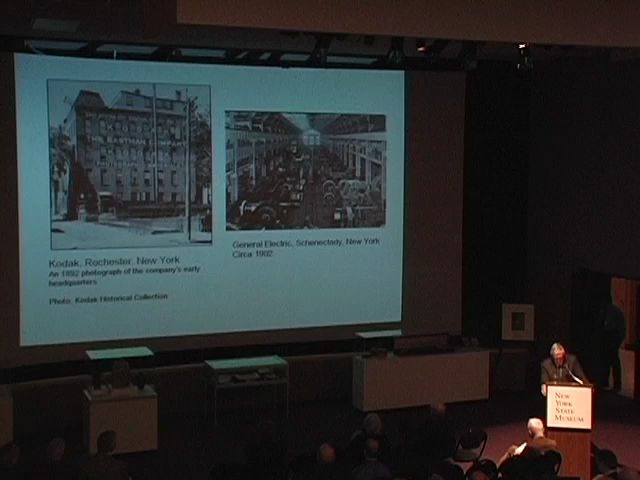 THE EASTMAN COMPANY
Kodak, Rochester, New York
An 1892 photograph of the company's early
headquarters
Photo: Kodak Historical Collection
General Electric, Schenectady, New York
Circa 1902
NEW
YORK
STATE
MUSEUM